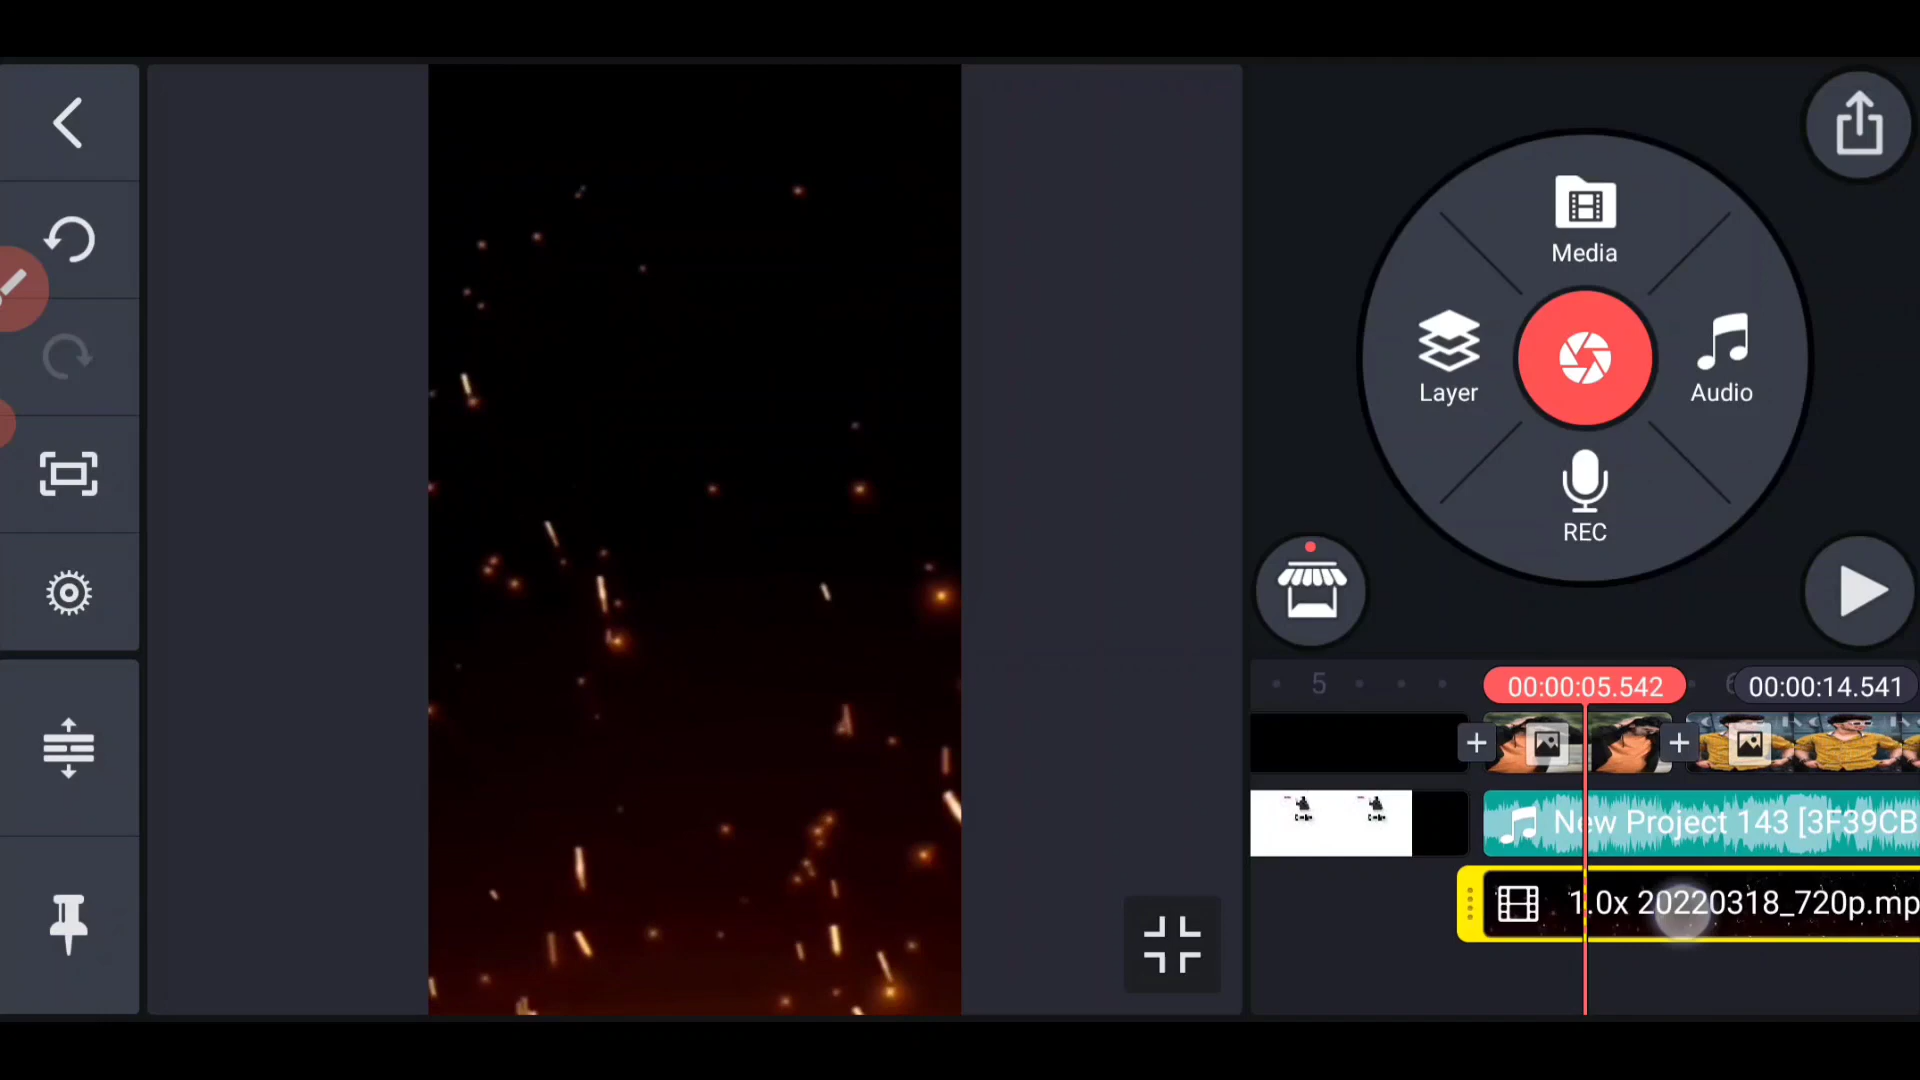 Media
Layer
Audio
REC
5
00:00:05.542
00:00:14.541
New Project 143 [3F39CB
1.0x 20220318_720p.mp